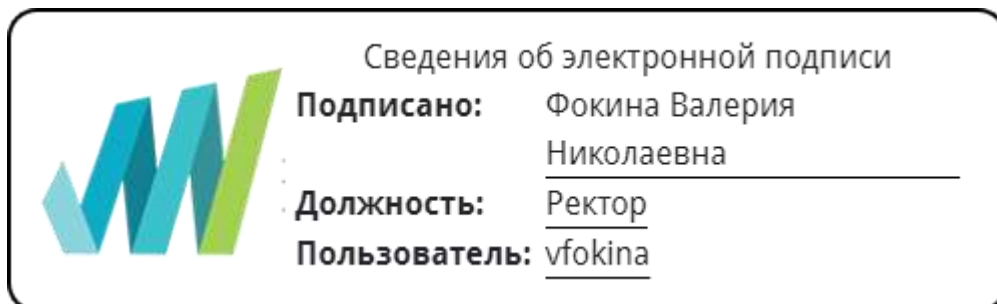 Сведения об электронной подписи
Подписано: Фокина Валерия
Николаевна
Должность: Ректор
Пользователь: vfokina